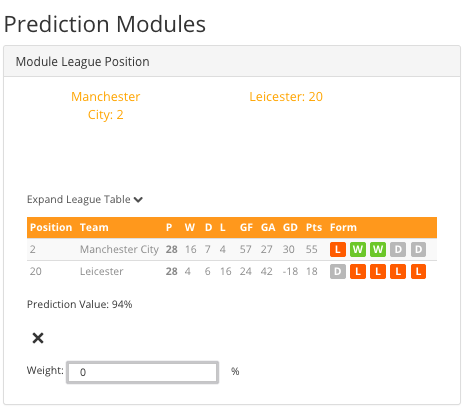 Prediction Modules
Module League Position
Manchester
City: 2
Leicester: 20
Expand League Table
Position Team P W D L GF GA GD Pts Form
2 Manchester City 28 16 7 4 57 27 30 55 L W W D D
20 Leicester 28 4 6 16 24 42 -18 18 D L L L L
Prediction Value: 94%
Weight: 0 %